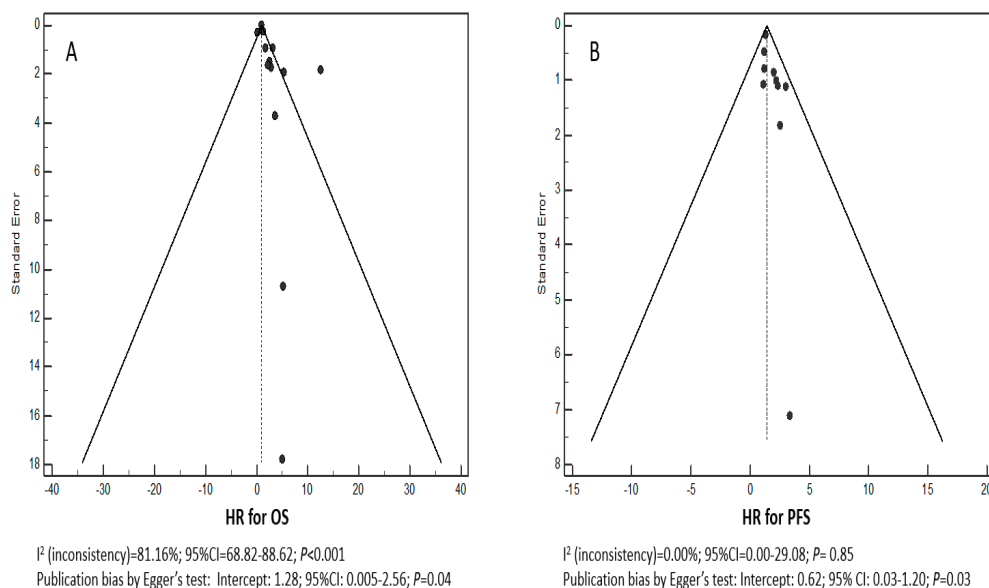 A
0
2
4
6
8
10
12
14
16
18
Standard Error
-40 -30 -20 -10 0 10 20 30 40
HR for OS
I² (inconsistency)=81.16%; 95%CI=68.82-88.62; P<0.001
Publication bias by Egger's test: Intercept: 1.28; 95%CI: 0.005-2.56; P=0.04
B
0
1
2
3
4
5
6
7
8
Standard Error
-15 -10 -5 0 5 10 15 20
HR for PFS
I² (inconsistency)=0.00%; 95%CI=0.00-29.08; P= 0.85
Publication bias by Egger's test: Intercept: 0.62; 95% CI: 0.03-1.20; P=0.03